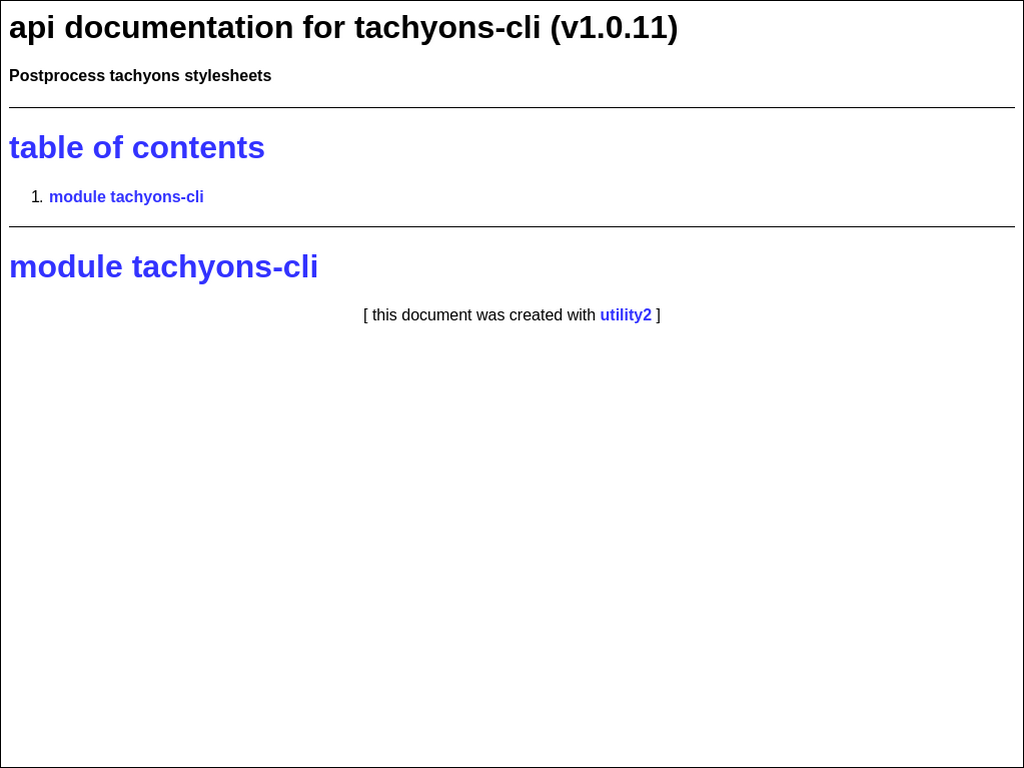 api documentation for tachyons-cli (v1.0.11)
Postprocess tachyons stylesheets
table of contents
1. module tachyons-cli
module tachyons-cli
[ this document was created with utility2 ]